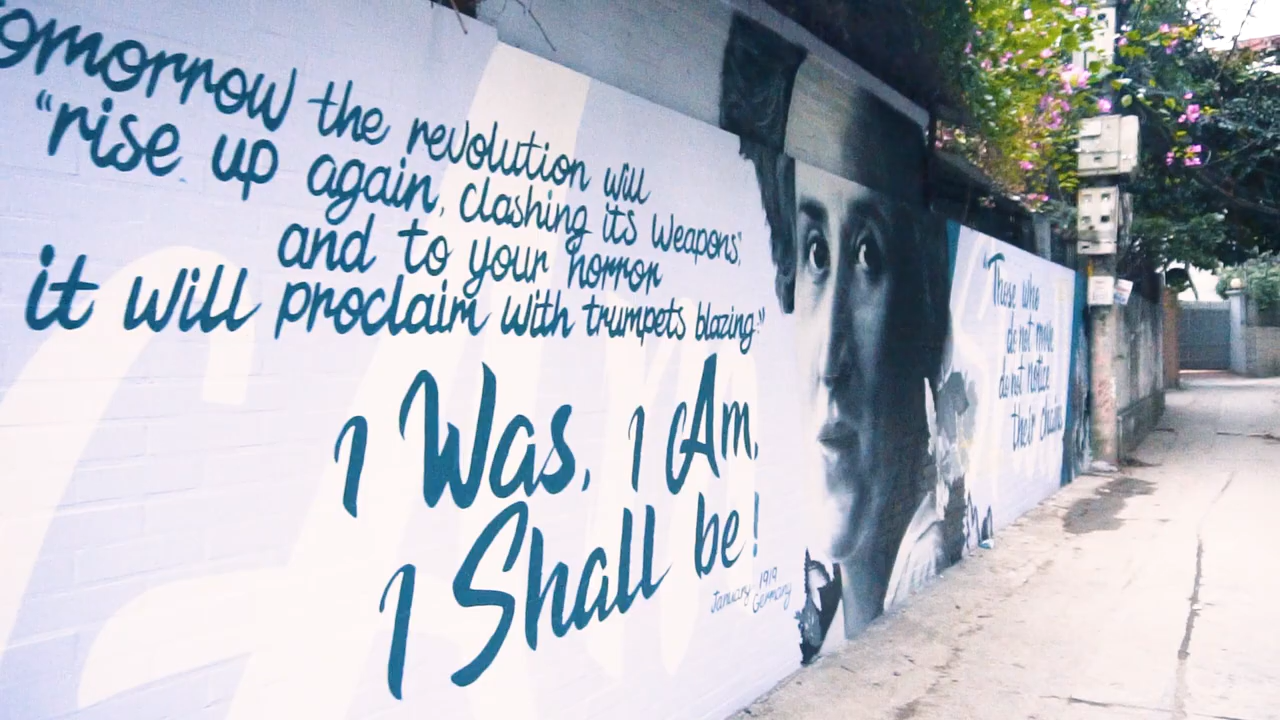 Tomorrow the revolution will
"rise up again, clashing its weapons",
and to your horror
it will proclaim with trumpets blazing:"
I Was, I Am,
I Shall be!
January 1919
Germany
"Those who
do not move
do not notice
their chains